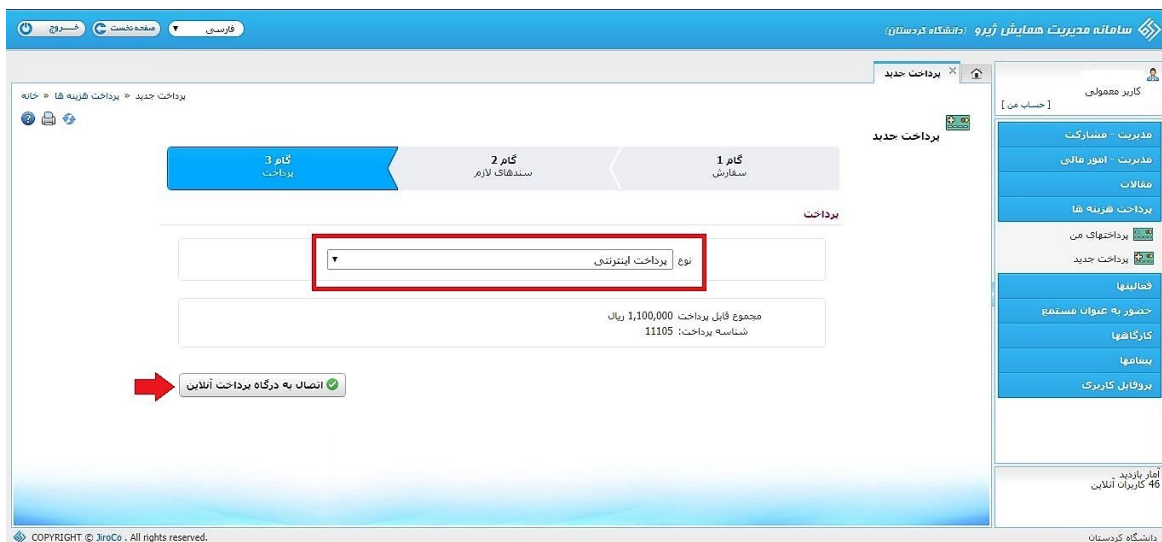 سامانه مدیریت همایش ژیرو (دانشگاه کردستان)
فارسی
صفحه نخست
خـــروج
پرداخت جدید
کاربر معمولی
[ حساب من ]
خانه » پرداخت هزینه ها » پرداخت جدید
پرداخت جدید
مدیریت - مشارکت
مدیریت - امور مالی
مقالات
پرداخت هزینه ها
پرداختهای من
پرداخت جدید
فعالیتها
حضور به عنوان مستمع
کارگاهها
پیغامها
پروفایل کاربری
گام 1
سفارش
گام 2
سندهای لازم
گام 3
پرداخت
پرداخت
نوع پرداخت اینترنتی
مجموع قابل پرداخت 1,100,000 ریال
شناسه پرداخت: 11105
اتصال به درگاه پرداخت آنلاین
آمار بازدید
46 کاربران آنلاین
دانشگاه کردستان
COPYRIGHT © JiroCo . All rights reserved.